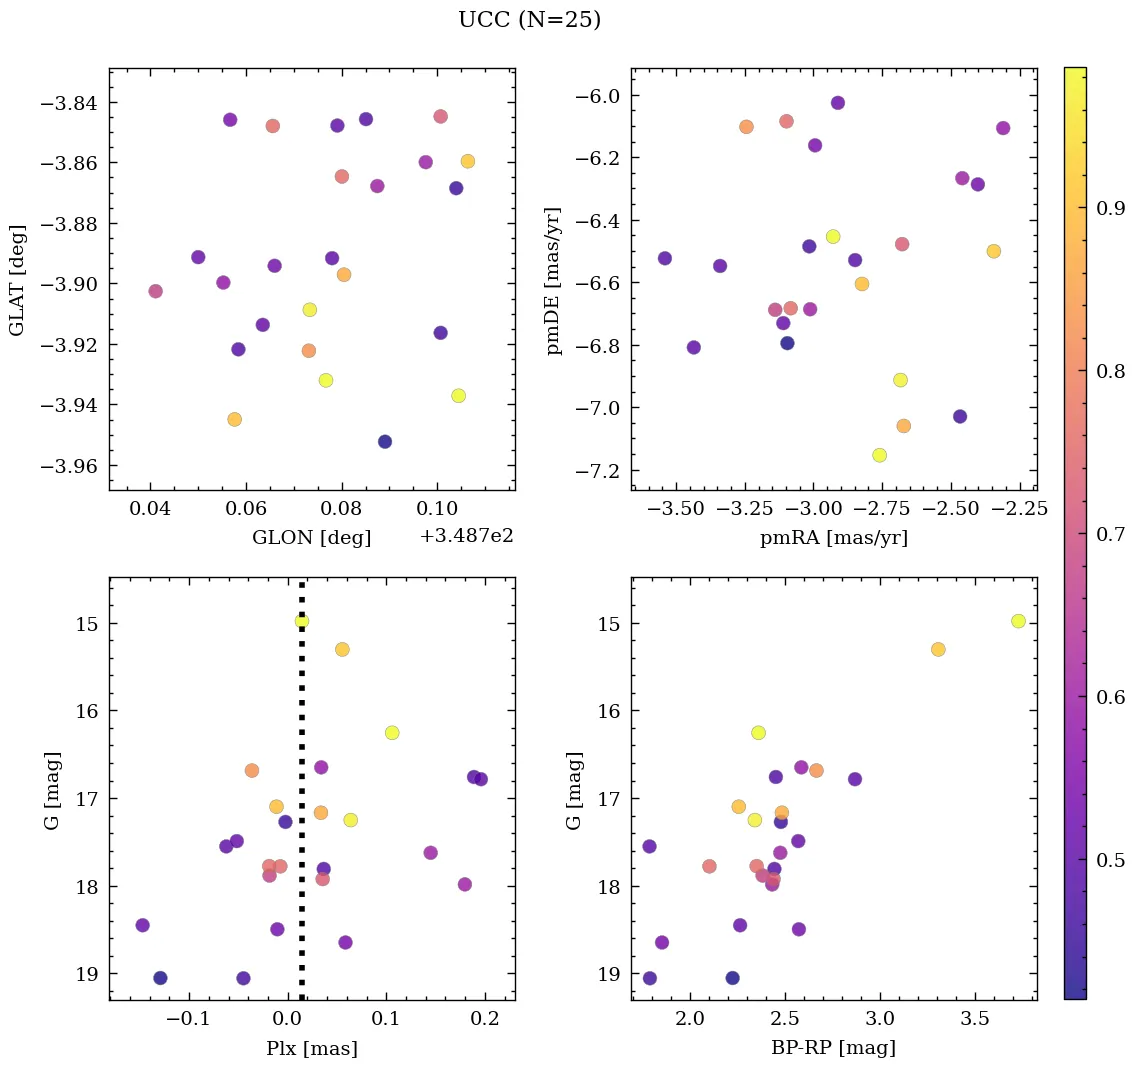 UCC (N=25)
−3.84
−3.86
−3.88
−3.90
−3.92
−3.94
−3.96
GLAT [deg]
0.04 0.06 0.08 0.10
GLON [deg] +3.487e2
−6.0
−6.2
−6.4
−6.6
−6.8
−7.0
−7.2
pmDE [mas/yr]
−3.50 −3.25 −3.00 −2.75 −2.50 −2.25
pmRA [mas/yr]
15
16
17
18
19
G [mag]
−0.1 0.0 0.1 0.2
Plx [mas]
15
16
17
18
19
G [mag]
2.0 2.5 3.0 3.5
BP-RP [mag]
0.9
0.8
0.7
0.6
0.5